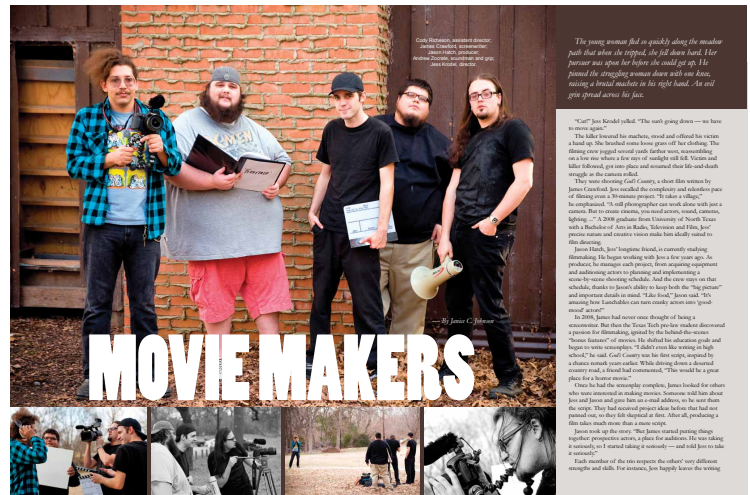 Cody Richeson, assistant director;
James Crawford, screenwriter;
Jason Hatch, producer;
Andrew Zoorate, soundman and grip;
Jess Krodel, director.
The young woman fled so quickly along the meadow
path that when she tripped, she fell down hard. Her
pursuer was upon her before she could get up. He
pinned the struggling woman down with one knee,
raising a brutal machete in his right hand. An evil
grin spread across his face.
— By Janice C. Johnson
MOVIE MAKERS
"Cut!" Jess Krodel yelled. "The sun's going down — we have
to move again."
The killer lowered his machete, stood and offered his victim
a hand up. She brushed some loose grass off her clothing. The
filming crew jogged several yards farther west, reassembling
on a low rise where a few rays of sunlight still fell. Victim and
killer followed, got into place and resumed their life-and-death
struggle as the camera rolled.
They were shooting God's Country, a short film written by
James Crawford. Jess recalled the complexity and relentless pace
of filming even a 30-minute project. "It takes a village,"
he emphasized. "A still photographer can work alone with just a
camera. But to create cinema, you need actors, sound, cameras,
lighting ..." A 2008 graduate from University of North Texas
with a Bachelor of Arts in Radio, Television and Film, Jess'
precise nature and creative vision make him ideally suited to
film directing.
Jason Hatch, Jess' longtime friend, is currently studying
filmmaking. He began working with Jess a few years ago. As
producer, he manages each project, from acquiring equipment
and auditioning actors to planning and implementing a
scene-by-scene shooting schedule. And the crew stays on that
schedule, thanks to Jason's ability to keep both the "big picture"
and important details in mind. "Like food," Jason said. "It's
amazing how Lunchables can turn cranky actors into 'good-
mood' actors!"
In 2008, James had never once thought of being a
screenwriter. But then the Texas Tech pre-law student discovered
a passion for filmmaking, ignited by the behind-the-scenes
"bonus features" of movies. He shifted his education goals and
began to write screenplays. "I didn't even like writing in high
school," he said. God's Country was his first script, inspired by
a chance remark years earlier. While driving down a deserted
country road, a friend had commented, "This would be a great
place for a horror movie."
Once he had the screenplay complete, James looked for others
who were interested in making movies. Someone told him about
Jess and Jason and gave him an e-mail address, so he sent them
the script. They had received project ideas before that had not
panned out, so they felt skeptical at first. After all, producing a
film takes much more than a mere script.
Jason took up the story. "But James started putting things
together: prospective actors, a place for auditions. He was taking
it seriously, so I started taking it seriously — and told Jess to take
it seriously."
Each member of the trio respects the others' very different
strengths and skills. For instance, Jess happily leaves the writing